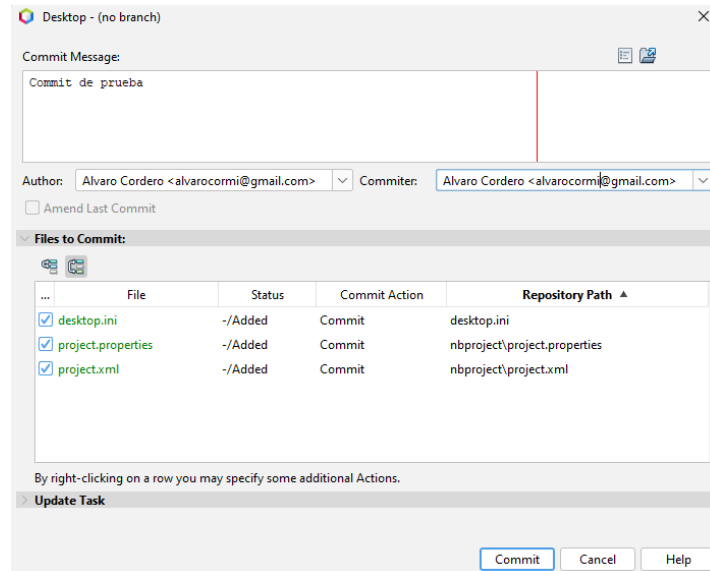 Desktop - (no branch)
Commit Message:
Commit de prueba
Author: Alvaro Cordero <alvarocormi@gmail.com> Commiter: Alvaro Cordero <alvarocormi@gmail.com>
Amend Last Commit
Files to Commit:
... File Status Commit Action Repository Path
desktop.ini -/Added Commit desktop.ini
project.properties -/Added Commit nbproject\project.properties
project.xml -/Added Commit nbproject\project.xml
By right-clicking on a row you may specify some additional Actions.
Update Task
Commit Cancel Help